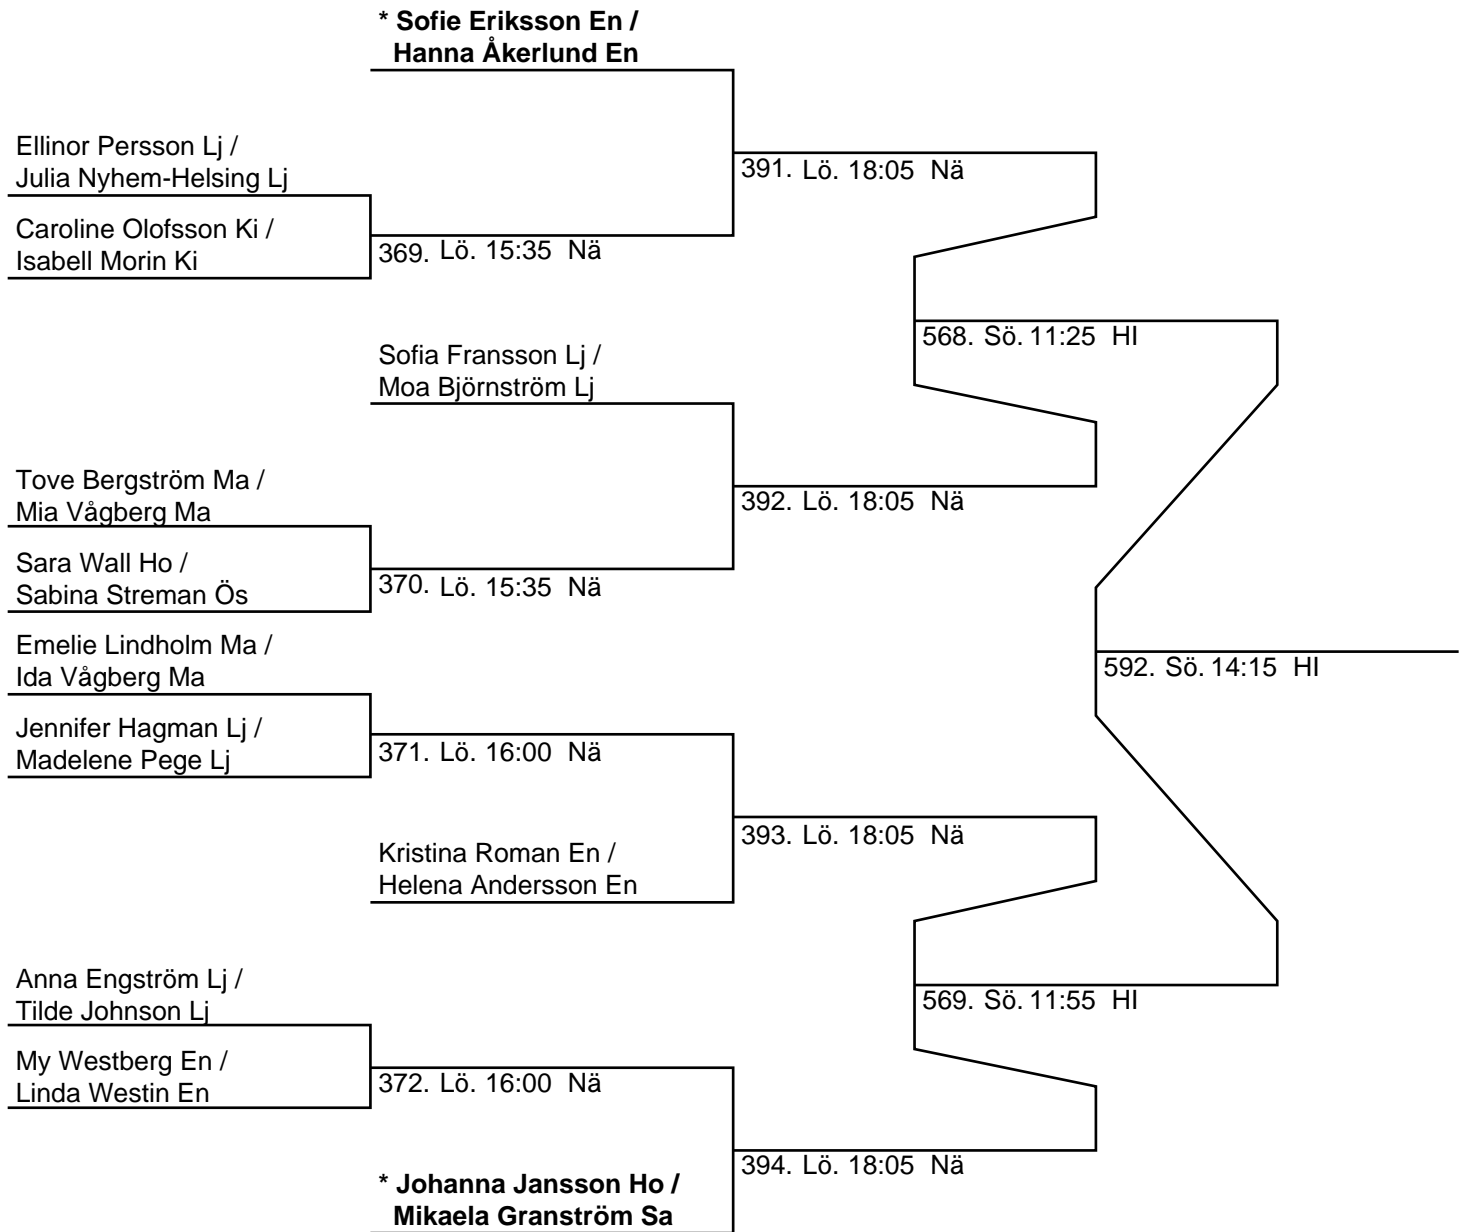 * Sofie Eriksson En /
Hanna Åkerlund En
Ellinor Persson Lj /
Julia Nyhem-Helsing Lj
391. Lö. 18:05 Nä
Caroline Olofsson Ki /
Isabell Morin Ki
369. Lö. 15:35 Nä
568. Sö. 11:25 HI
Sofia Fransson Lj /
Moa Björnström Lj
Tove Bergström Ma /
Mia Vågberg Ma
392. Lö. 18:05 Nä
Sara Wall Ho /
Sabina Streman Ös
370. Lö. 15:35 Nä
Emelie Lindholm Ma /
Ida Vågberg Ma
592. Sö. 14:15 HI
Jennifer Hagman Lj /
Madelene Pege Lj
371. Lö. 16:00 Nä
393. Lö. 18:05 Nä
Kristina Roman En /
Helena Andersson En
Anna Engström Lj /
Tilde Johnson Lj
569. Sö. 11:55 HI
My Westberg En /
Linda Westin En
372. Lö. 16:00 Nä
394. Lö. 18:05 Nä
* Johanna Jansson Ho /
Mikaela Granström Sa